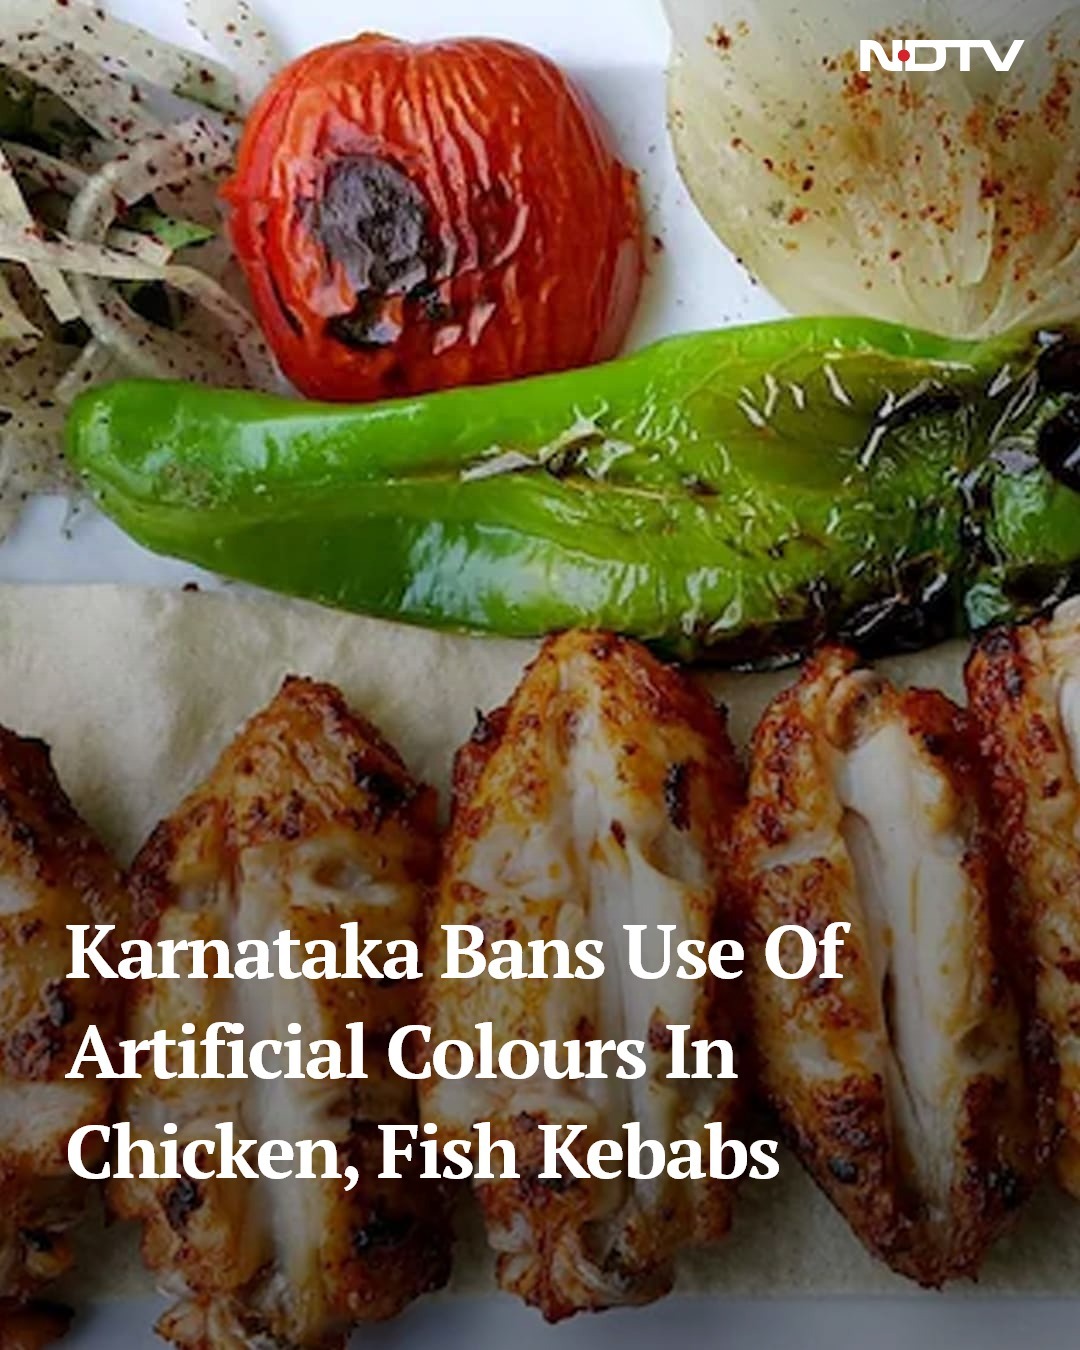 NDTV
Karnataka Bans Use Of
Artificial Colours In
Chicken, Fish Kebabs